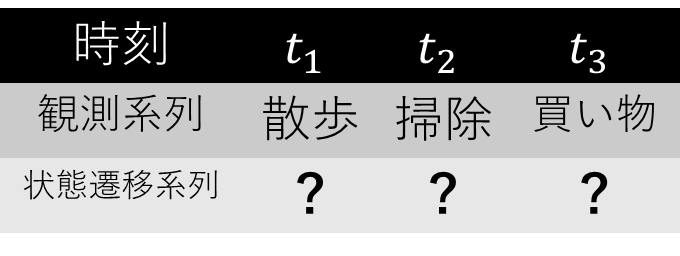 時刻 t₁ t₂ t₃
観測系列 散歩 掃除 買い物
状態遷移系列 ? ? ?